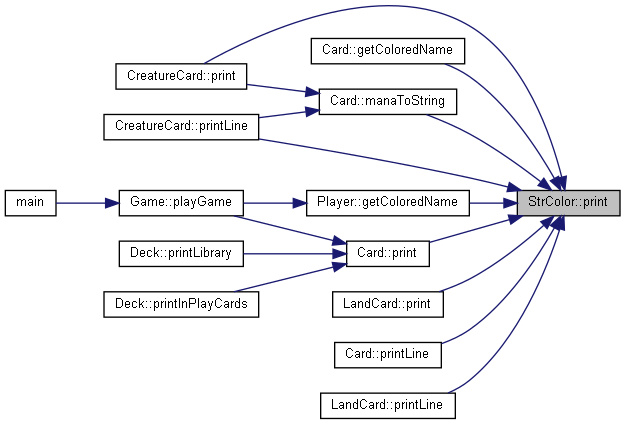 Card::getColoredName
CreatureCard::print
Card::manaToString
CreatureCard::printLine
main
Game::playGame
Player::getColoredName
StrColor::print
Deck::printLibrary
Card::print
Deck::printInPlayCards
LandCard::print
Card::printLine
LandCard::printLine